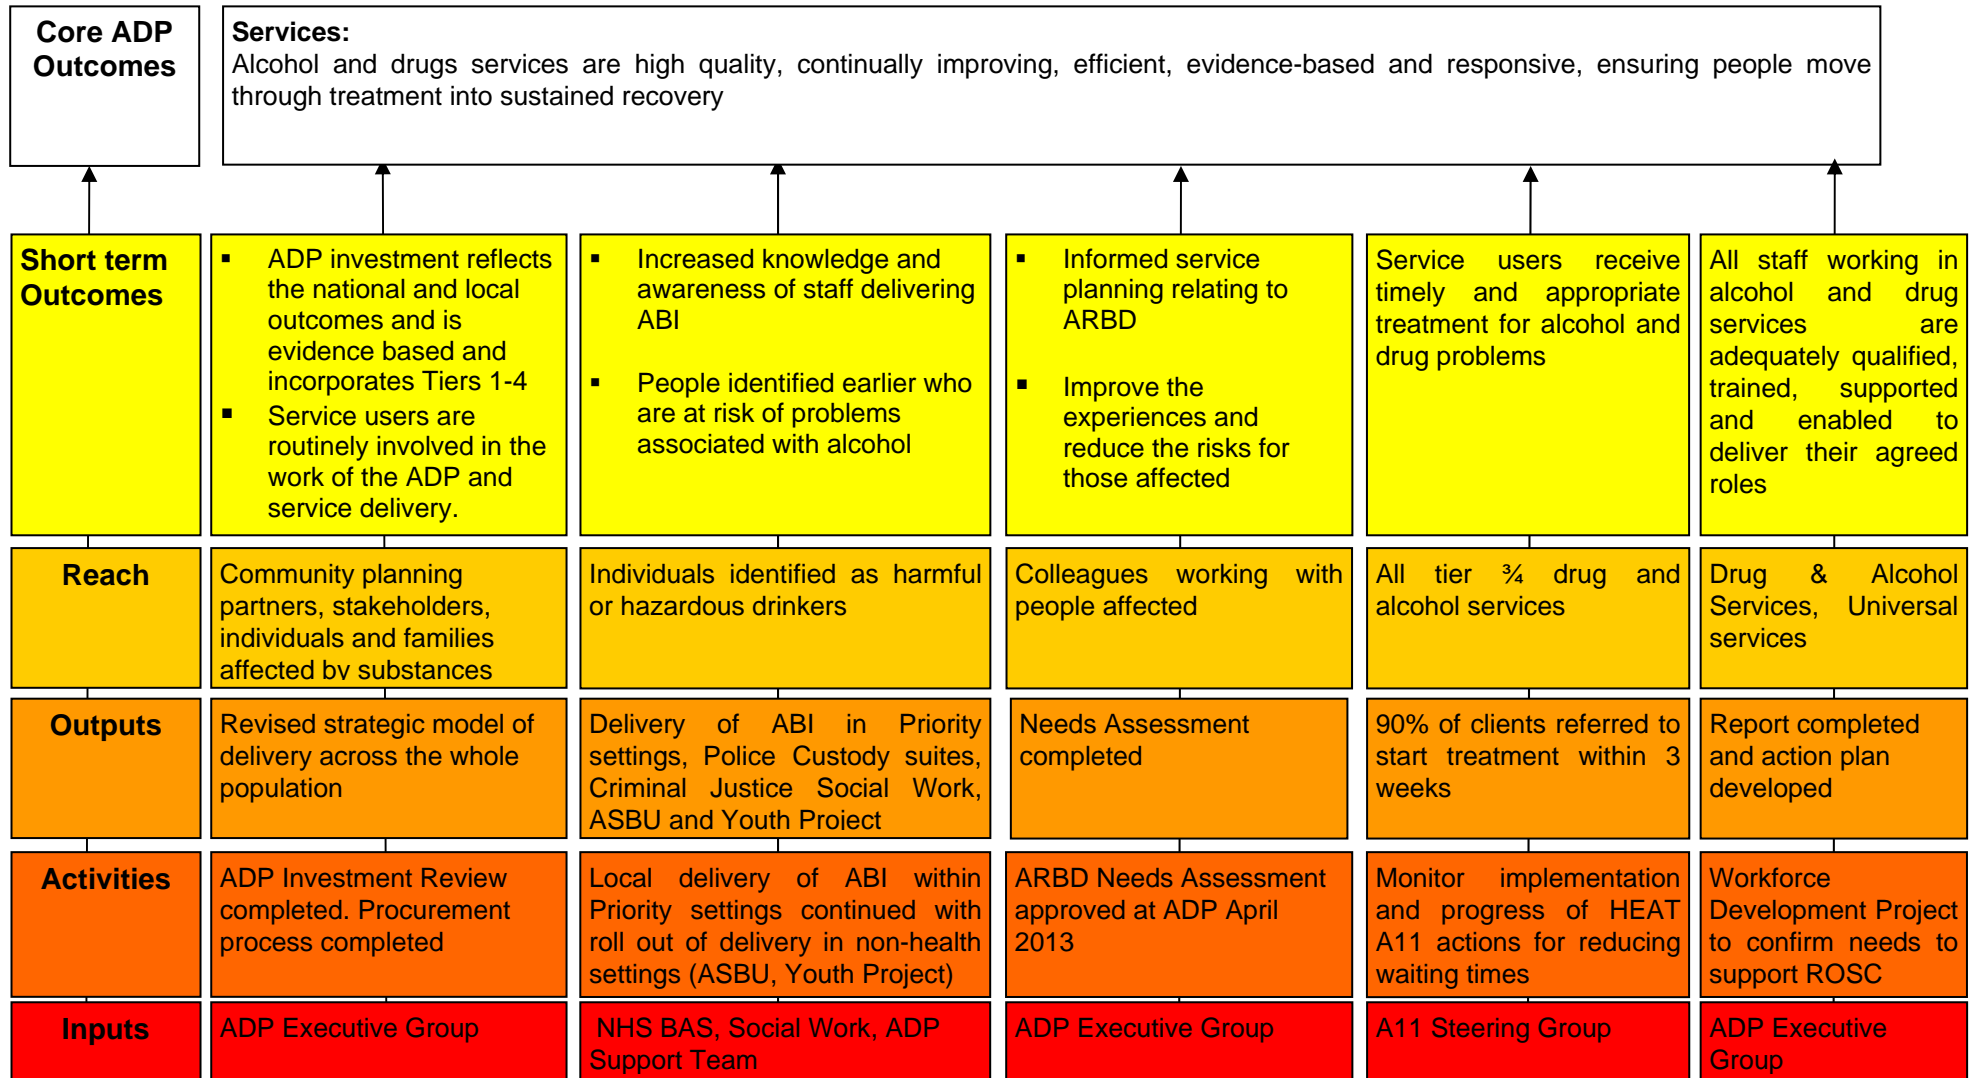 Core ADP
Outcomes
Services:
Alcohol and drugs services are high quality, continually improving, efficient, evidence-based and responsive, ensuring people move
through treatment into sustained recovery
Short term
Outcomes
▪ ADP investment reflects
the national and local
outcomes and is
evidence based and
incorporates Tiers 1-4
▪ Service users are
routinely involved in the
work of the ADP and
service delivery.
▪ Increased knowledge and
awareness of staff delivering
ABI
▪ People identified earlier who
are at risk of problems
associated with alcohol
▪ Informed service
planning relating to
ARBD
▪ Improve the
experiences and
reduce the risks for
those affected
Service users receive
timely and appropriate
treatment for alcohol and
drug problems
All staff working in
alcohol and drug
services are
adequately qualified,
trained, supported
and enabled to
deliver their agreed
roles
Reach
Community planning
partners, stakeholders,
individuals and families
affected by substances
Individuals identified as harmful
or hazardous drinkers
Colleagues working with
people affected
All tier ¾ drug and
alcohol services
Drug & Alcohol
Services, Universal
services
Outputs
Revised strategic model of
delivery across the whole
population
Delivery of ABI in Priority
settings, Police Custody suites,
Criminal Justice Social Work,
ASBU and Youth Project
Needs Assessment
completed
90% of clients referred to
start treatment within 3
weeks
Report completed
and action plan
developed
Activities
ADP Investment Review
completed. Procurement
process completed
Local delivery of ABI within
Priority settings continued with
roll out of delivery in non-health
settings (ASBU, Youth Project)
ARBD Needs Assessment
approved at ADP April
2013
Monitor implementation
and progress of HEAT
A11 actions for reducing
waiting times
Workforce
Development Project
to confirm needs to
support ROSC
Inputs
ADP Executive Group
NHS BAS, Social Work, ADP
Support Team
ADP Executive Group
A11 Steering Group
ADP Executive
Group